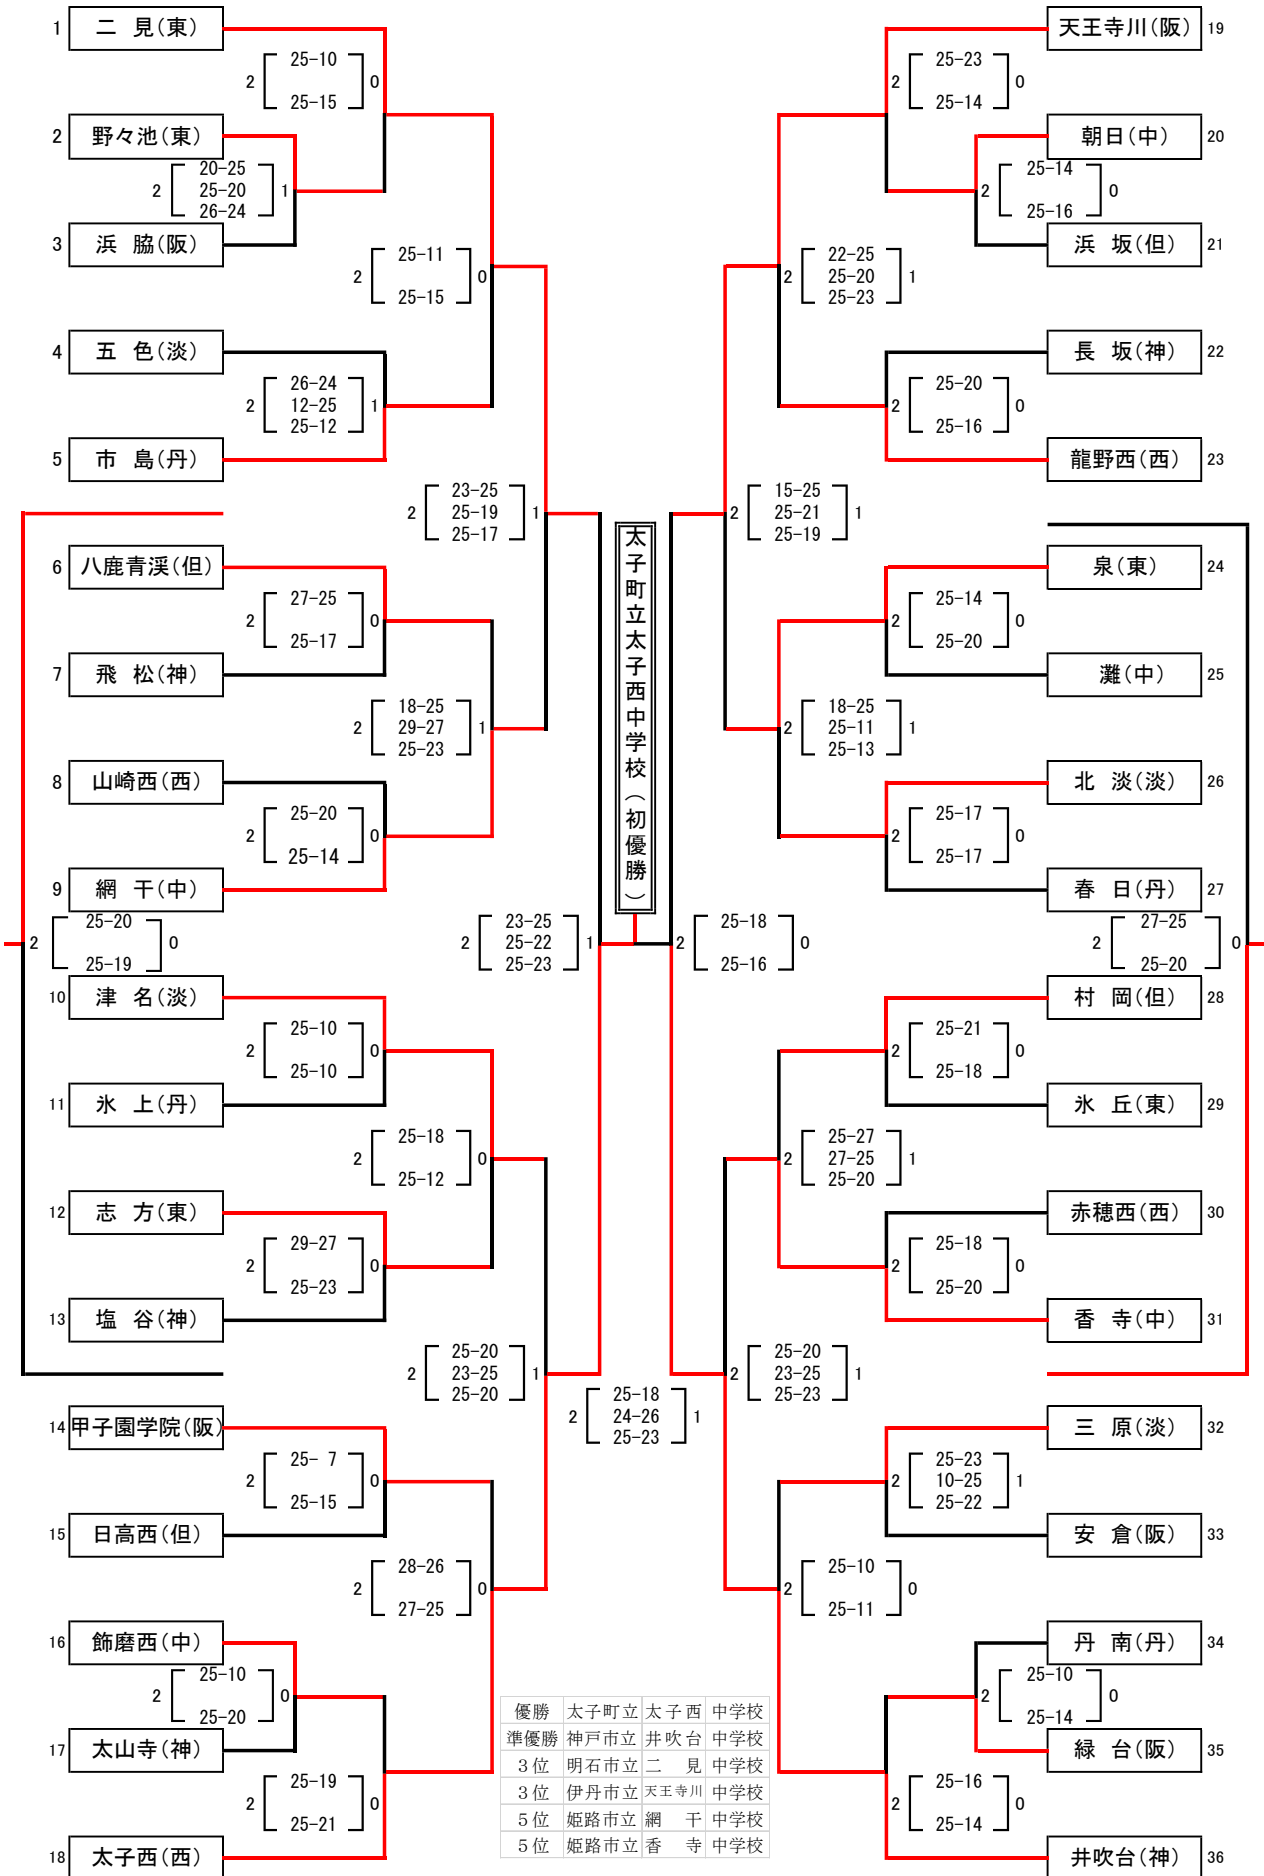 1 二 見(東)
25-10
2 0
25-15
2 野々池(東)
20-25
2 25-20 1
26-24
3 浜 脇(阪)
25-11
2 0
25-15
4 五 色(淡)
26-24
2 12-25 1
25-12
5 市 島(丹)
23-25
2 25-19 1
25-17
6 八鹿青渓(但)
27-25
2 0
25-17
7 飛 松(神)
18-25
2 29-27 1
25-23
8 山崎西(西)
25-20
2 0
25-14
9 網 干(中)
25-20
2 0
25-19
23-25
2 25-22 1
25-23
10 津 名(淡)
25-10
2 0
25-10
11 氷 上(丹)
25-18
2 0
25-12
12 志 方(東)
29-27
2 0
25-23
13 塩 谷(神)
25-20
2 23-25 1
25-20
14 甲子園学院(阪)
25- 7
2 0
25-15
15 日高西(但)
28-26
2 0
27-25
16 飾磨西(中)
25-10
2 0
25-20
17 太山寺(神)
25-19
2 0
25-21
18 太子西(西)
太子町立太子西中学校(初優勝)
25-18
2 24-26 1
25-23
天王寺川(阪) 19
25-23
2 0
25-14
朝日(中) 20
25-14
2 0
25-16
浜 坂(但) 21
22-25
2 25-20 1
25-23
長 坂(神) 22
25-20
2 0
25-16
龍野西(西) 23
15-25
2 25-21 1
25-19
泉(東) 24
25-14
2 0
25-20
灘(中) 25
18-25
2 25-11 1
25-13
北 淡(淡) 26
25-17
2 0
25-17
春 日(丹) 27
27-25
2 0
25-20
25-18
2 0
25-16
村 岡(但) 28
25-21
2 0
25-18
氷 丘(東) 29
25-27
2 27-25 1
25-20
赤穂西(西) 30
25-18
2 0
25-20
香 寺(中) 31
25-20
2 23-25 1
25-23
三 原(淡) 32
25-23
2 10-25 1
25-22
安 倉(阪) 33
25-10
2 0
25-11
丹 南(丹) 34
25-10
2 0
25-14
緑 台(阪) 35
25-16
2 0
25-14
井吹台(神) 36
優勝 太子町立 太子西 中学校
準優勝 神戸市立 井吹台 中学校
3位 明石市立 二 見 中学校
3位 伊丹市立 天王寺川 中学校
5位 姫路市立 網 干 中学校
5位 姫路市立 香 寺 中学校